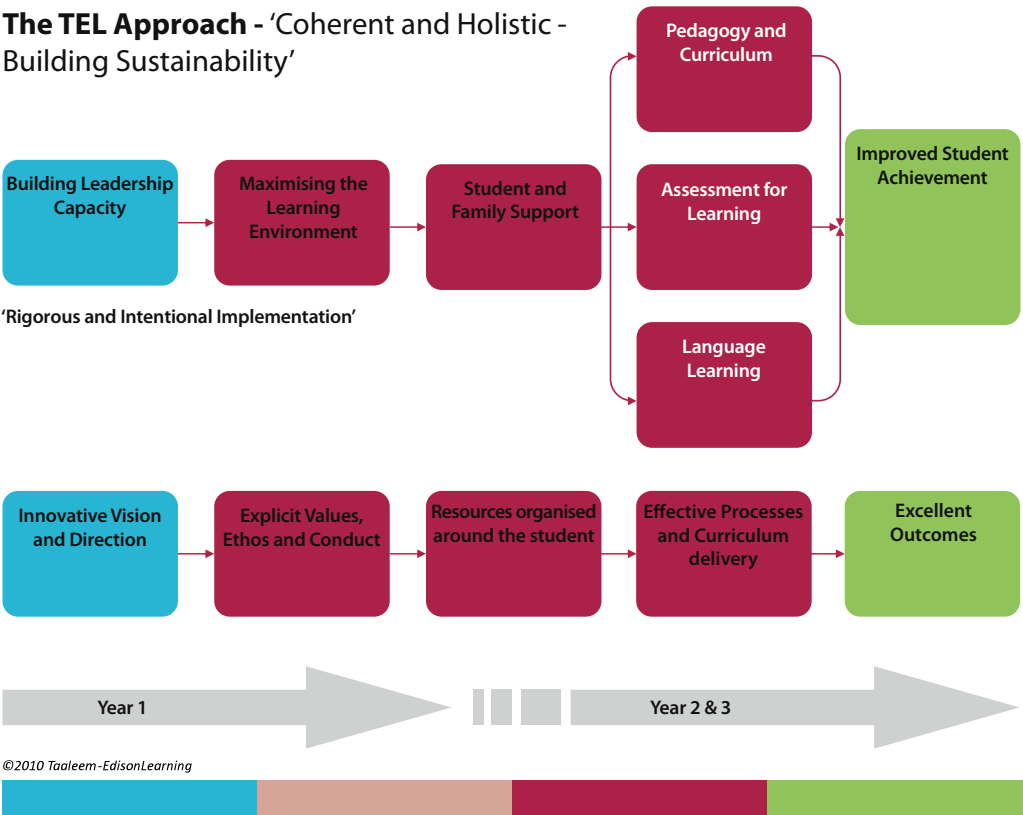 The TEL Approach - ‘Coherent and Holistic -
Building Sustainability’
Pedagogy and
Curriculum
Building Leadership
Capacity
Maximising the
Learning
Environment
Student and
Family Support
Assessment for
Learning
Improved Student
Achievement
‘Rigorous and Intentional Implementation’
Language
Learning
Innovative Vision
and Direction
Explicit Values,
Ethos and Conduct
Resources organised
around the student
Effective Processes
and Curriculum
delivery
Excellent
Outcomes
Year 1
Year 2 & 3
©2010 Taaleem-EdisonLearning